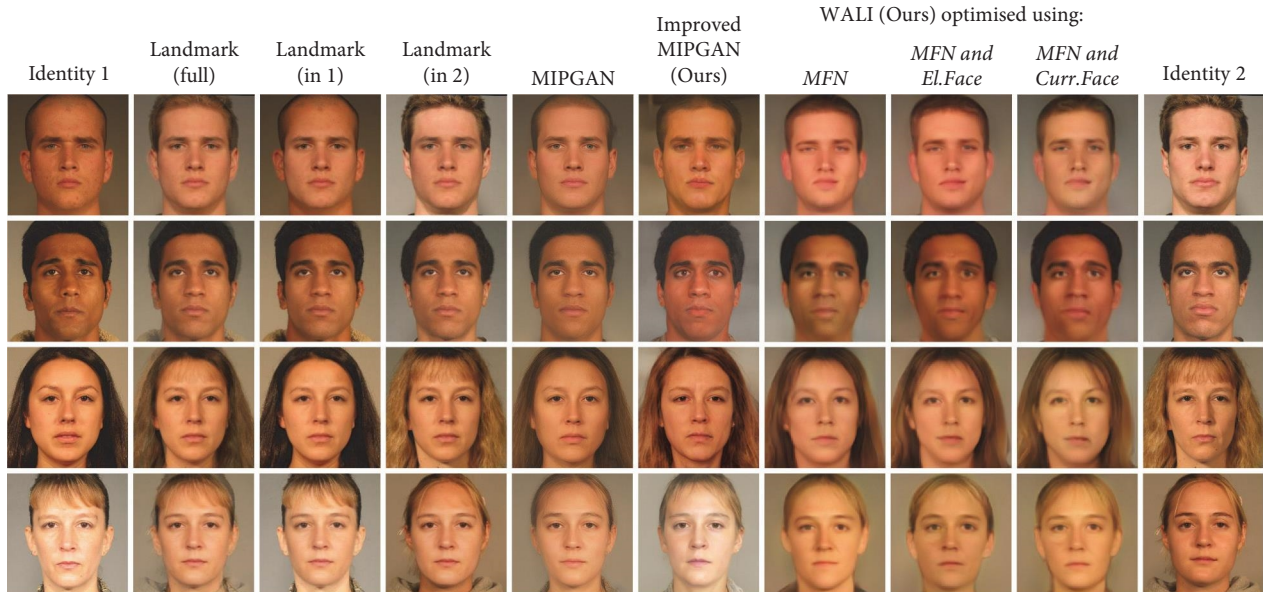 Identity 1
Landmark
(full)
Landmark
(in 1)
Landmark
(in 2)
MIPGAN
Improved
MIPGAN
(Ours)
WALI (Ours) optimised using:
MFN
MFN and
El.Face
MFN and
Curr.Face
Identity 2